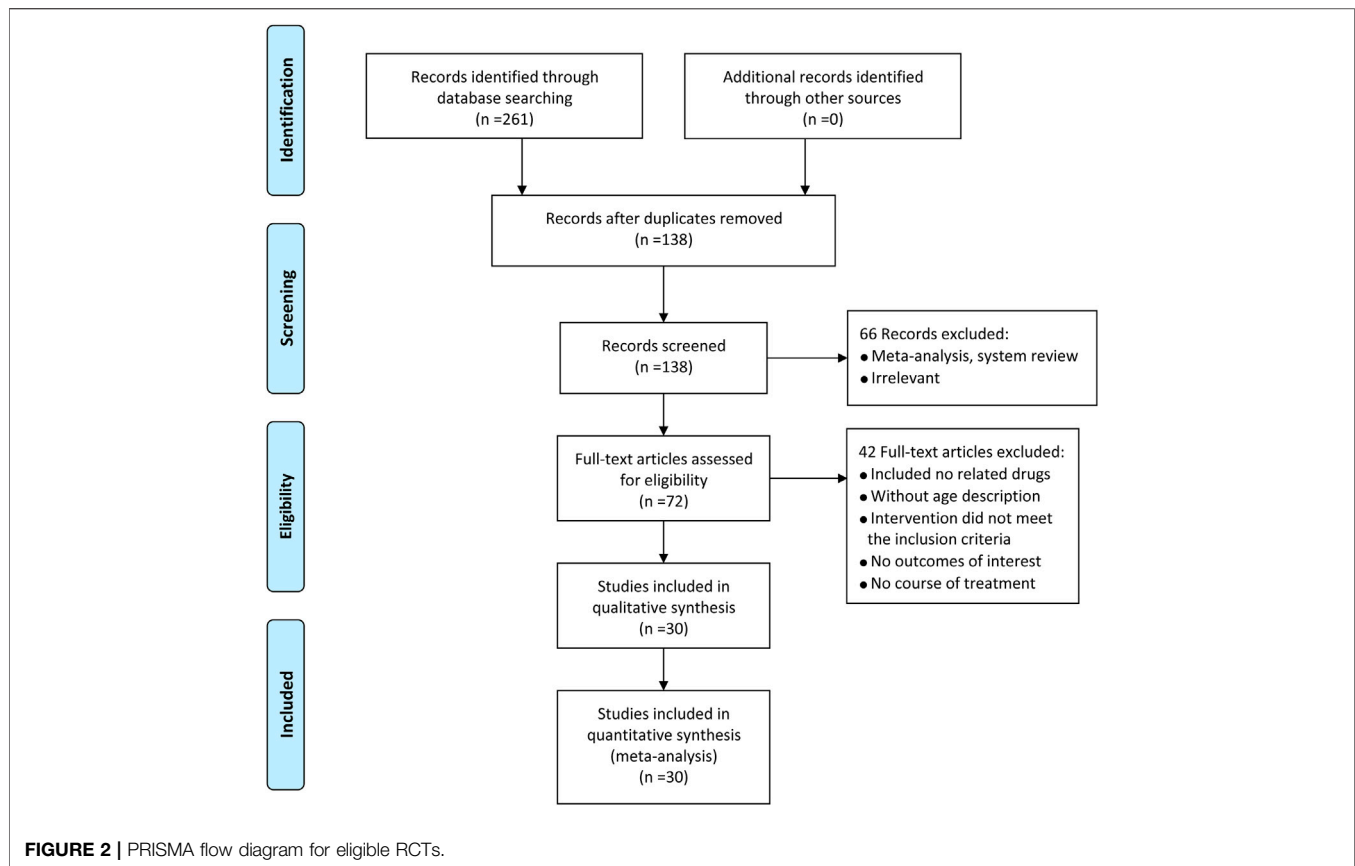 Identification
Records identified through
database searching
(n =261)
Additional records identified
through other sources
(n =0)
Records after duplicates removed
(n =138)
Screening
Records screened
(n =138)
66 Records excluded:
● Meta-analysis, system review
● Irrelevant
Eligibility
Full-text articles assessed
for eligibility
(n =72)
42 Full-text articles excluded:
● Included no related drugs
● Without age description
● Intervention did not meet
the inclusion criteria
● No outcomes of interest
● No course of treatment
Studies included in
qualitative synthesis
(n =30)
Included
Studies included in
quantitative synthesis
(meta-analysis)
(n =30)
FIGURE 2 | PRISMA flow diagram for eligible RCTs.